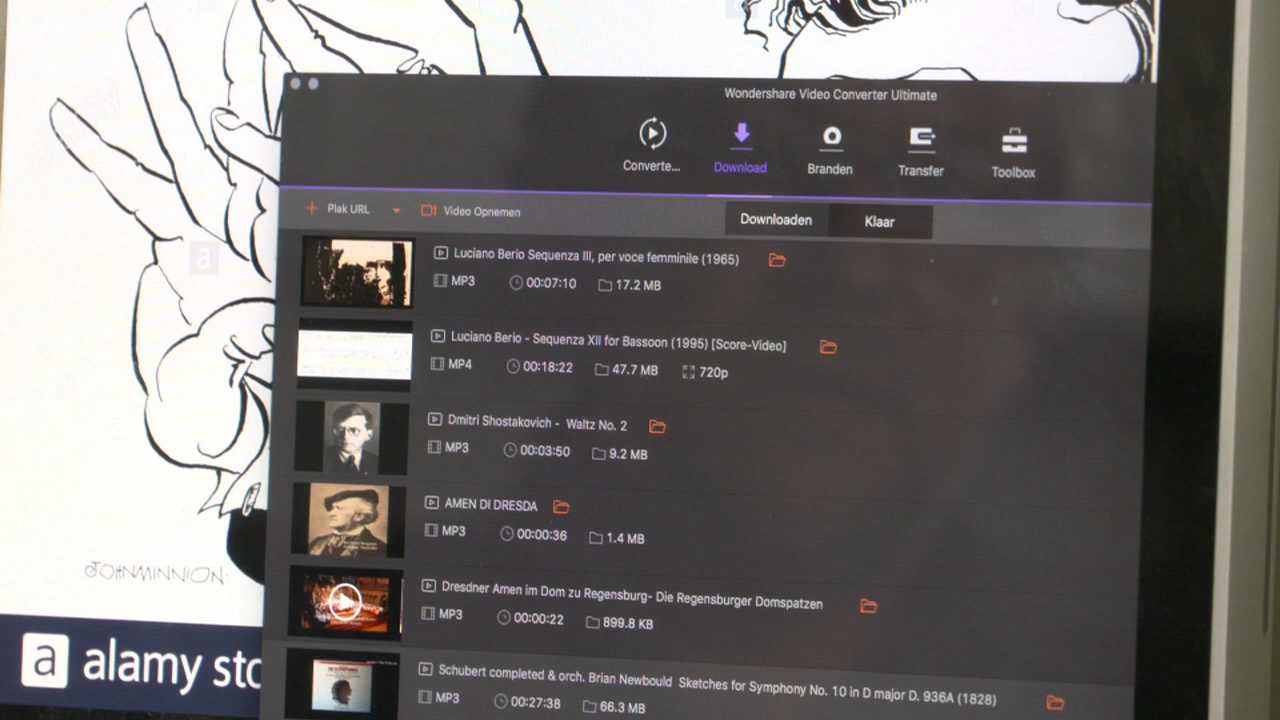 Wondershare Video Converter Ultimate
Converte...
Download
Branden
Transfer
Toolbox
Plak URL
Video Opnemen
Downloaden
Klaar
Luciano Berio Sequenza III, per voce femminile (1965)
MP3 00:07:10 17.2 MB
Luciano Berio - Sequenza XII for Bassoon (1995) [Score-Video]
MP4 00:18:22 47.7 MB 720p
Dmitri Shostakovich - Waltz No. 2
MP3 00:03:50 9.2 MB
AMEN DI DRESDA
MP3 00:00:36 1.4 MB
Dresdner Amen im Dom zu Regensburg- Die Regensburger Domspatzen
MP3 00:00:22 899.8 KB
Schubert completed & orch. Brian Newbould Sketches for Symphony No. 10 in D major D. 936A (1828)
MP3 00:27:38 66.3 MB
JOHNMINNION
a
a alamy sto